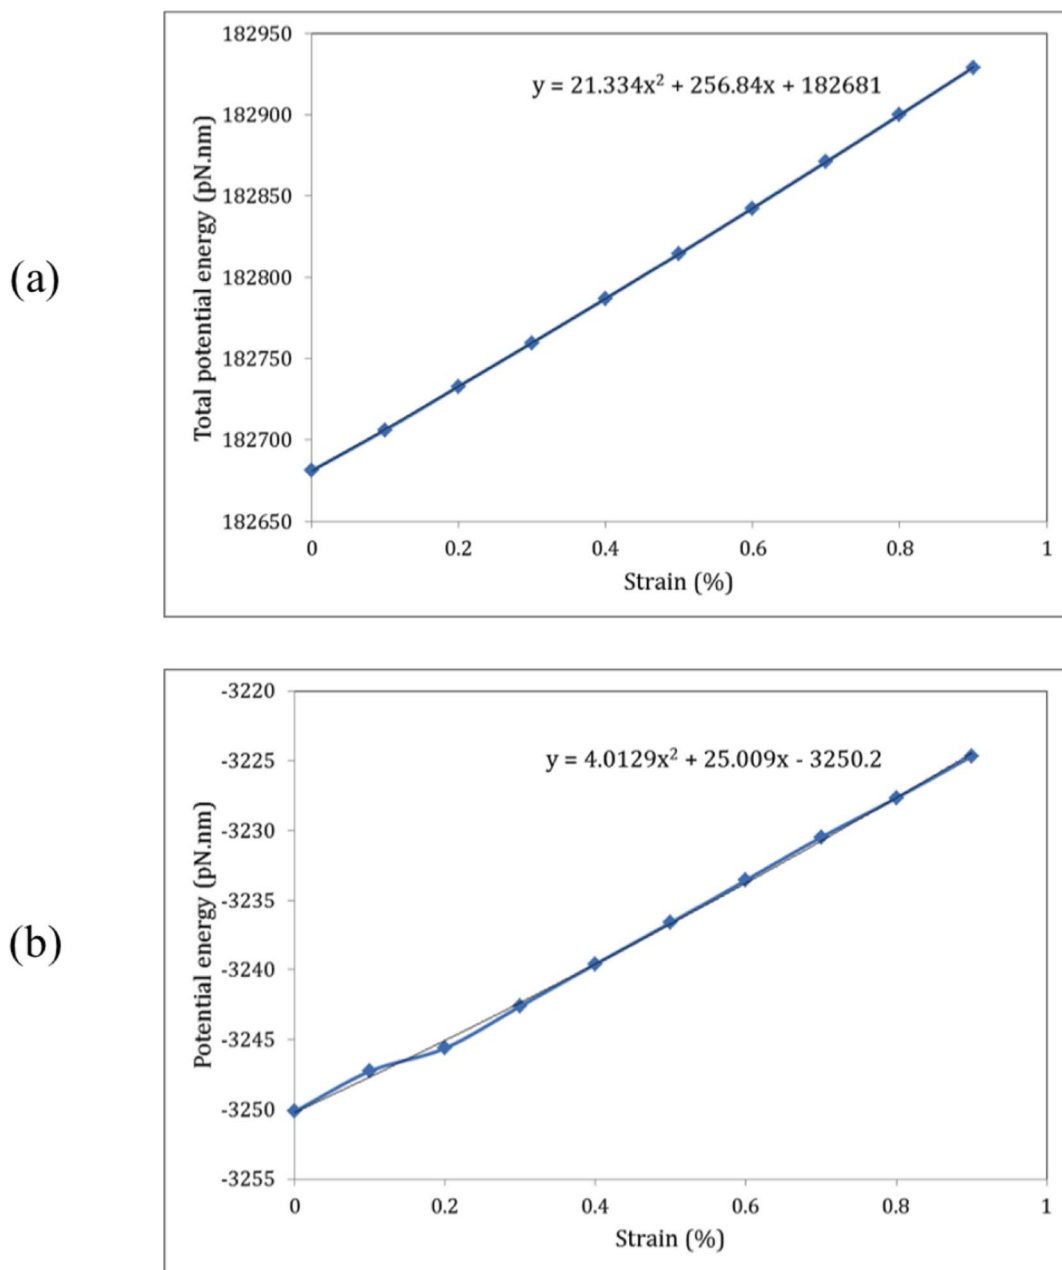 (a)
Total potential energy (pN.nm)
182950
182900
182850
182800
182750
182700
182650
y = 21.334x² + 256.84x + 182681
0 0.2 0.4 0.6 0.8 1
Strain (%)
(b)
Potential energy (pN.nm)
-3220
-3225
-3230
-3235
-3240
-3245
-3250
-3255
y = 4.0129x² + 25.009x - 3250.2
0 0.2 0.4 0.6 0.8 1
Strain (%)